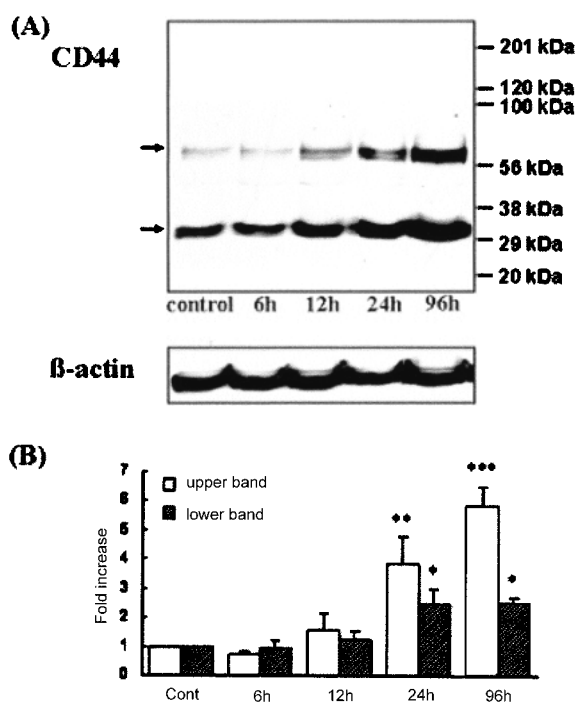 (A)
CD44
201 kDa
120 kDa
100 kDa
56 kDa
38 kDa
29 kDa
20 kDa
control 6h 12h 24h 96h
ß-actin
(B)
Fold increase
7
6
5
4
3
2
1
0
upper band
lower band
** * *** *
Cont 6h 12h 24h 96h